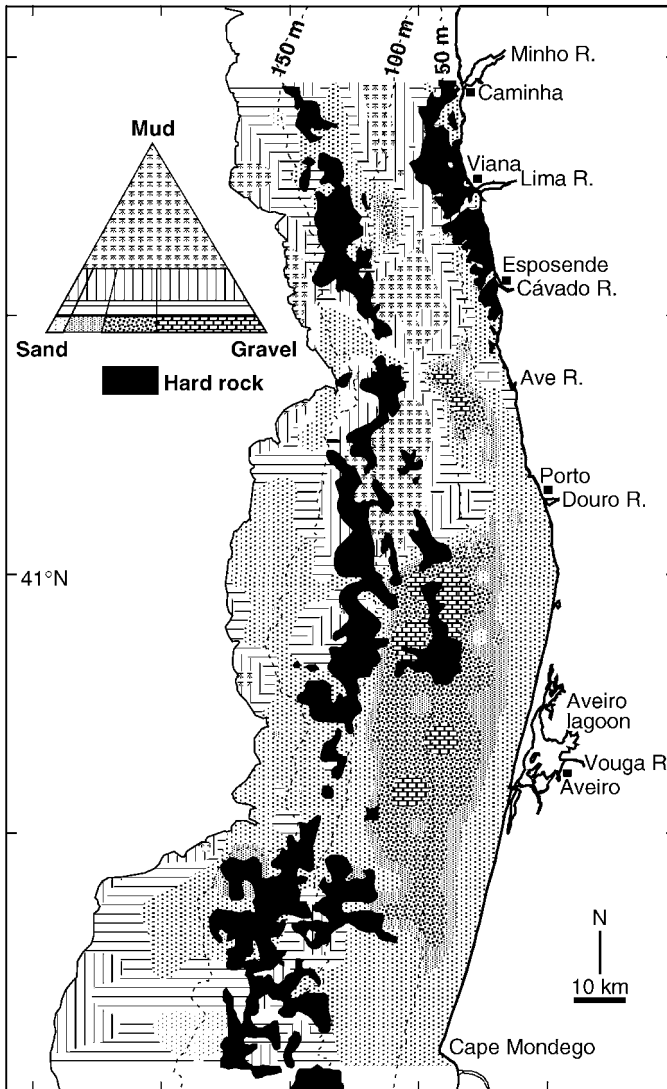 150 m
100 m
50 m
Minho R.
Caminha
Mud
Viana
Lima R.
Esposende
Cávado R.
Sand
Gravel
Hard rock
Ave R.
Porto
Douro R.
41°N
Aveiro
lagoon
Vouga R
Aveiro
N
10 km
Cape Mondego